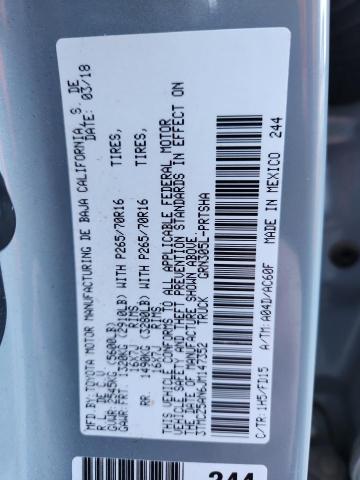 MFD. BY: TOYOTA MOTOR MANUFACTURING DE BAJA CALIFORNIA S. DE
R.L. DE C.V. DATE: 03/18
GVWR: 2545KG (5600LB)
GAWR: FR: 1320KG (2910LB) WITH P265/70R16 TIRES,
16X7J RIMS
RR: 1490KG (3280LB) WITH P265/70R16 TIRES,
16X7J RIMS
THIS VEHICLE CONFORMS TO ALL APPLICABLE FEDERAL MOTOR
VEHICLE SAFETY AND THEFT PREVENTION STANDARDS IN EFFECT ON
THE DATE OF MANUFACTURE SHOWN ABOVE.
3TMCZ5AN6JM147352 TRUCK GRN305L-PRTSHA
C/TR: 1H5/FD15
A/TM: A04D/AC60F
MADE IN MEXICO 244
244